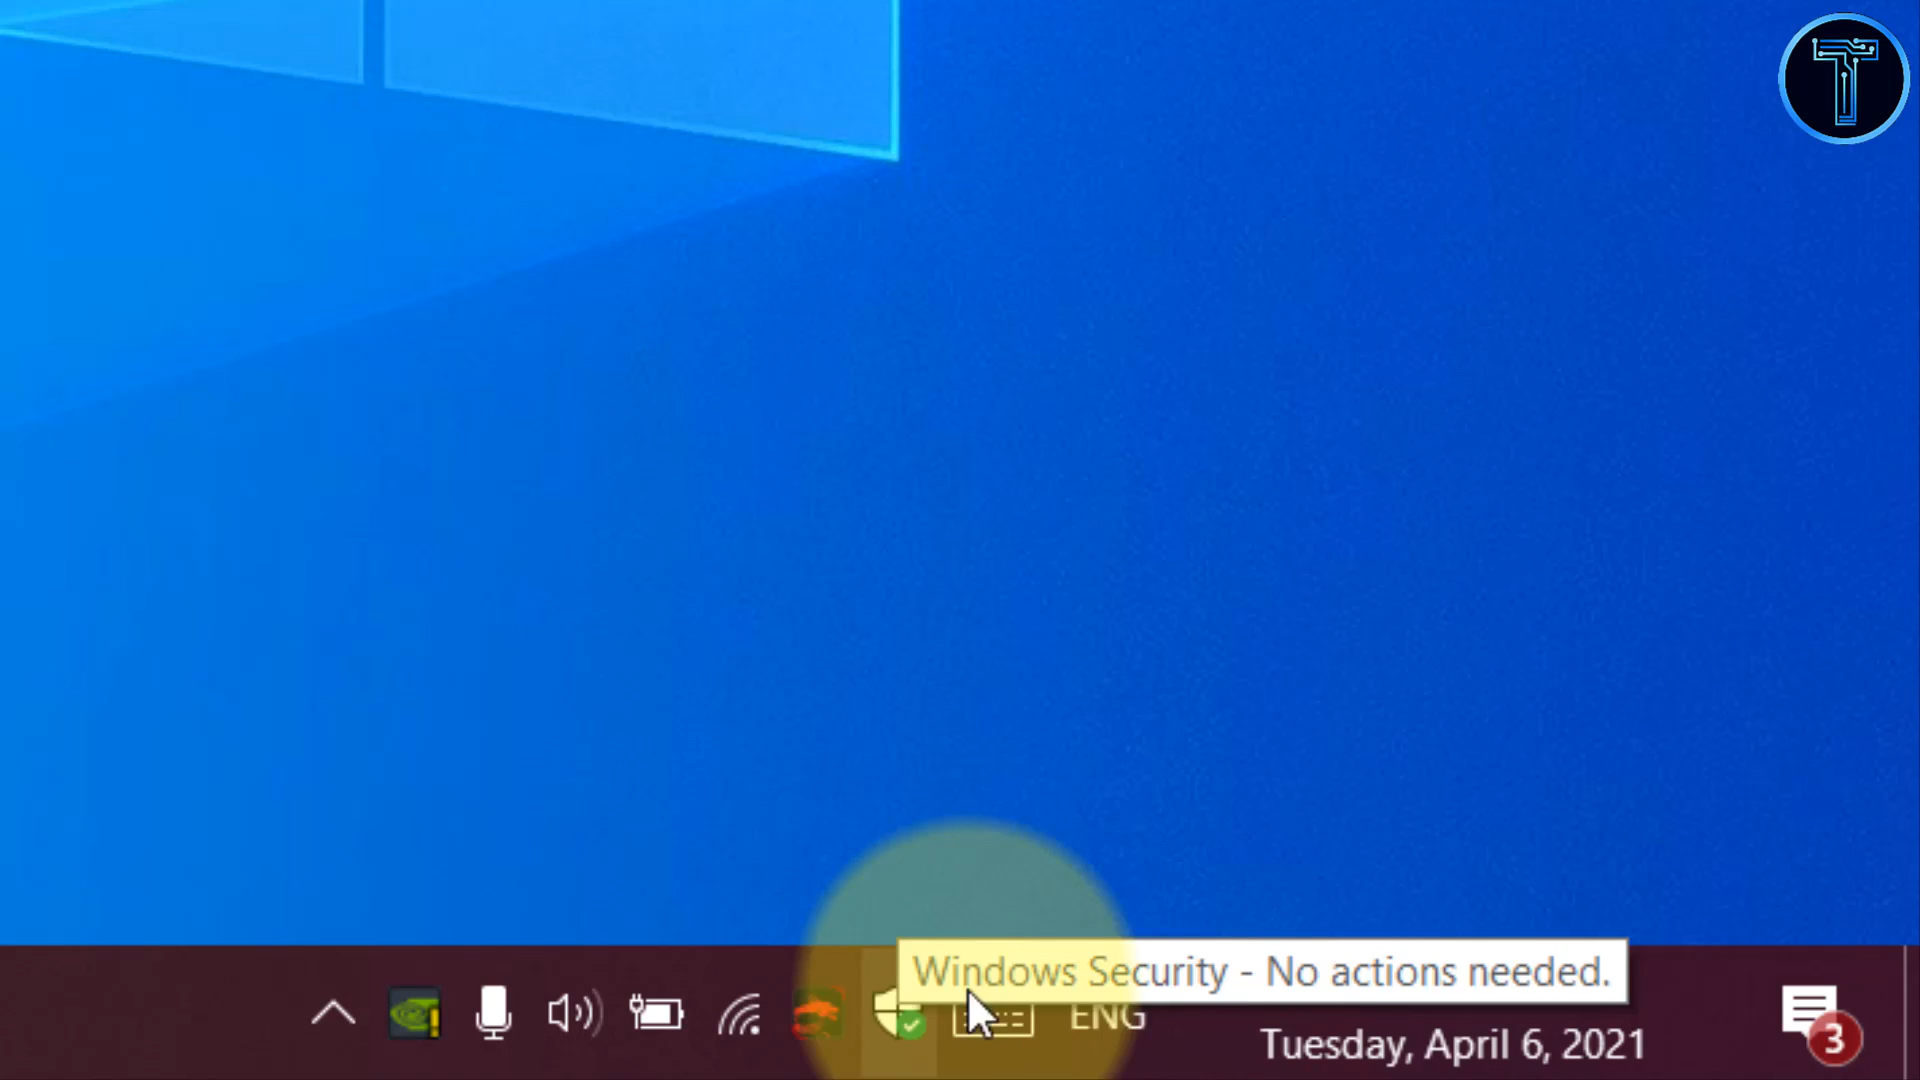 Windows Security - No actions needed.
ENG
Tuesday, April 6, 2021
3